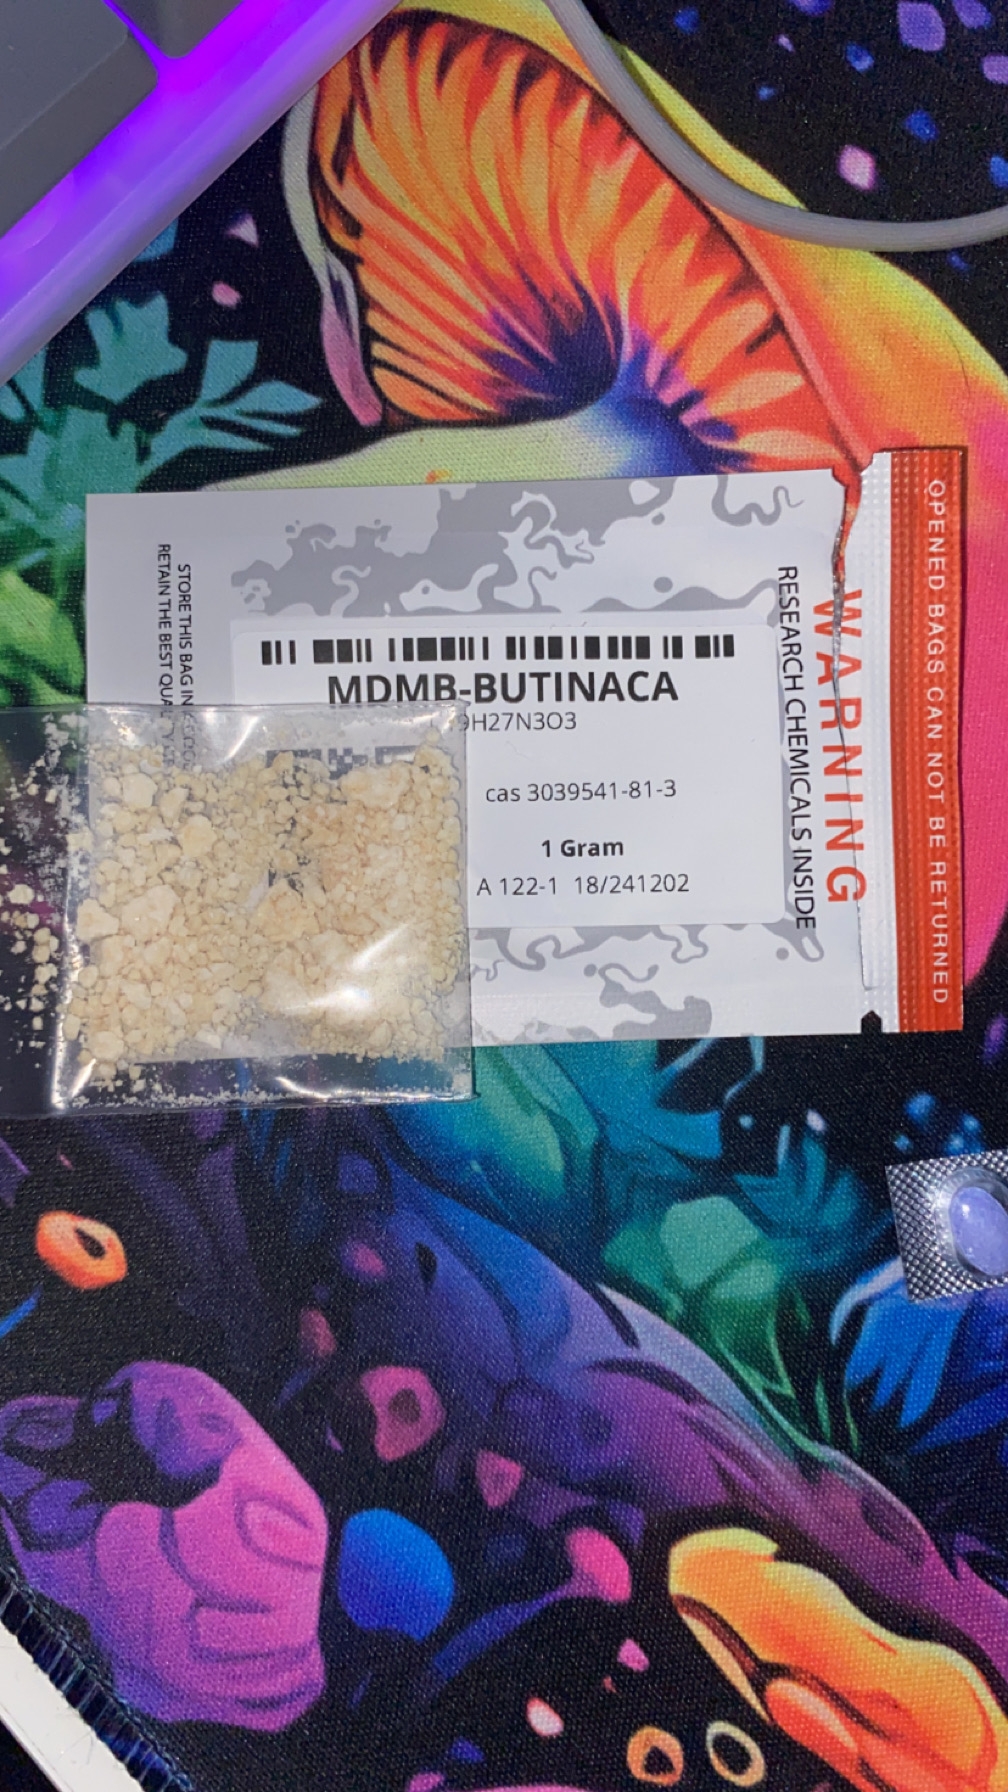 MDMB-BUTINACA
9H27N3O3
cas 3039541-81-3
1 Gram
A 122-1 18/241202
STORE THIS BAG IN
RETAIN THE BEST
WARNING
RESEARCH CHEMICALS INSIDE
OPENED BAGS CAN NOT BE RETURNED